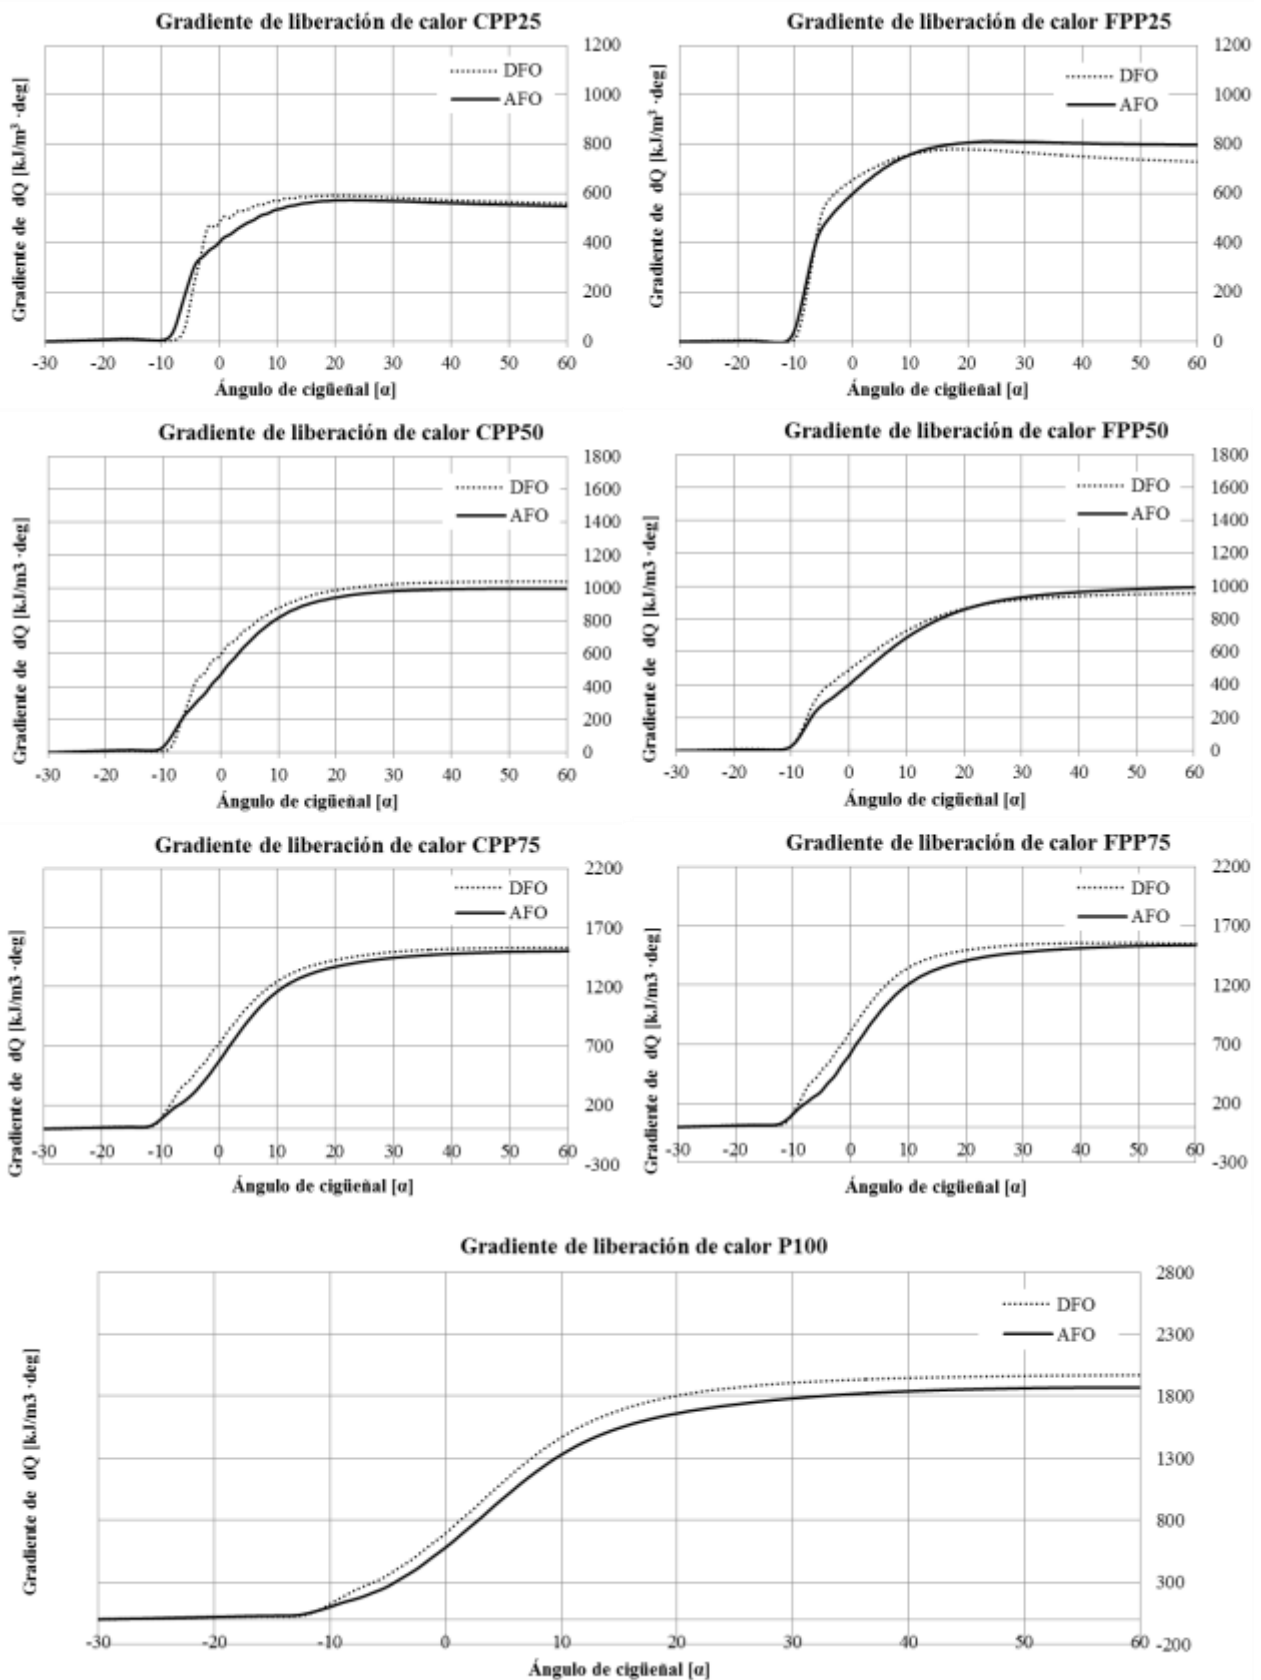 Gradiente de liberación de calor CPP25
Gradiente de dQ [kJ/m³ ·deg]
DFO
AFO
1200
1000
800
600
400
200
0
-30 -20 -10 0 10 20 30 40 50 60
Ángulo de cigüeñal [α]
Gradiente de liberación de calor FPP25
Gradiente de dQ [kJ/m³ ·deg]
DFO
AFO
1200
1000
800
600
400
200
0
-30 -20 -10 0 10 20 30 40 50 60
Ángulo de cigüeñal [α]
Gradiente de liberación de calor CPP50
Gradiente de dQ [kJ/m3 ·deg]
DFO
AFO
1800
1600
1400
1200
1000
800
600
400
200
0
-30 -20 -10 0 10 20 30 40 50 60
Ángulo de cigüeñal [α]
Gradiente de liberación de calor FPP50
Gradiente de dQ [kJ/m3 ·deg]
DFO
AFO
1800
1600
1400
1200
1000
800
600
400
200
0
-30 -20 -10 0 10 20 30 40 50 60
Ángulo de cigüeñal [α]
Gradiente de liberación de calor CPP75
Gradiente de dQ [kJ/m3 ·deg]
DFO
AFO
2200
1700
1200
700
200
-300
-30 -20 -10 0 10 20 30 40 50 60
Ángulo de cigüeñal [α]
Gradiente de liberación de calor FPP75
Gradiente de dQ [kJ/m3 ·deg]
DFO
AFO
2200
1700
1200
700
200
-300
-30 -20 -10 0 10 20 30 40 50 60
Ángulo de cigüeñal [α]
Gradiente de liberación de calor P100
Gradiente de dQ [kJ/m3 ·deg]
DFO
AFO
2800
2300
1800
1300
800
300
-200
-30 -20 -10 0 10 20 30 40 50 60
Ángulo de cigüeñal [α]